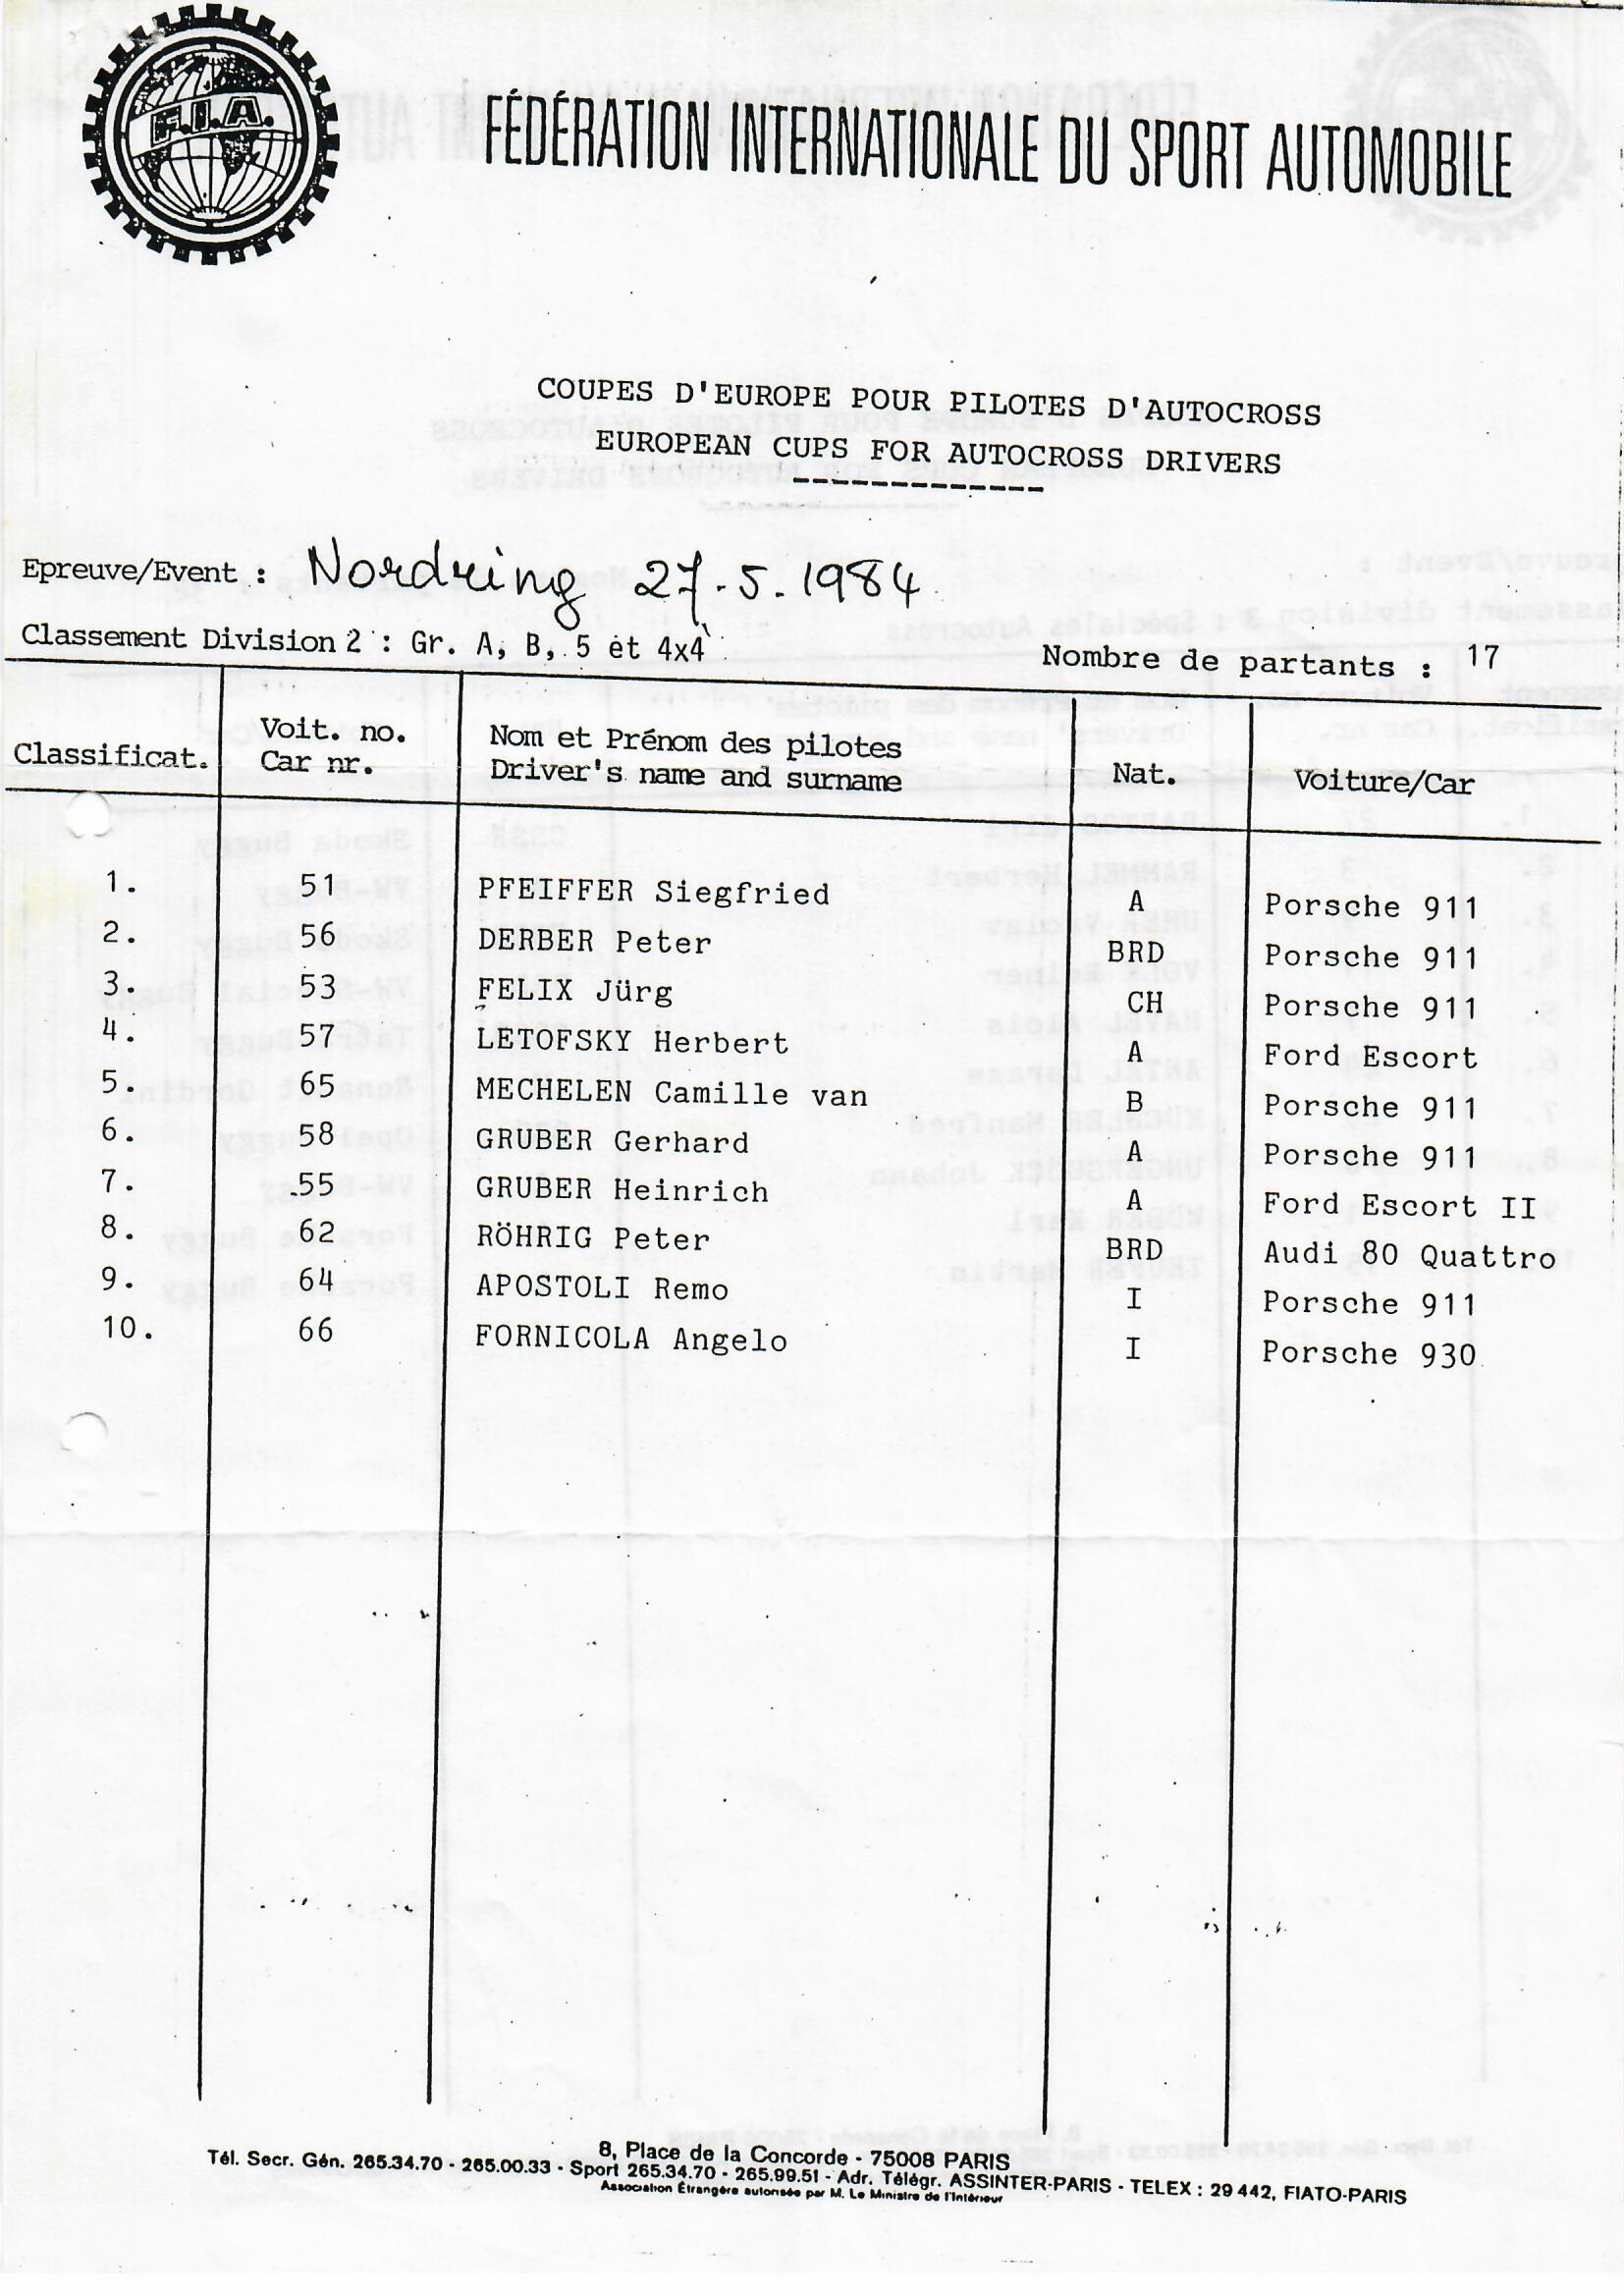 F.I.A.
FÉDÉRATION INTERNATIONALE DU SPORT AUTOMOBILE
COUPES D'EUROPE POUR PILOTES D'AUTOCROSS
EUROPEAN CUPS FOR AUTOCROSS DRIVERS
Epreuve/Event : Nordring 27.5.1984
Classement Division 2 : Gr. A, B, 5 et 4x4 Nombre de partants : 17
Classificat. Voit. no. Car nr. Nom et Prénom des pilotes Driver's name and surname Nat. Voiture/Car
1. 51 PFEIFFER Siegfried A Porsche 911
2. 56 DERBER Peter BRD Porsche 911
3. 53 FELIX Jürg CH Porsche 911
4. 57 LETOFSKY Herbert A Ford Escort
5. 65 MECHELEN Camille van B Porsche 911
6. 58 GRUBER Gerhard A Porsche 911
7. 55 GRUBER Heinrich A Ford Escort II
8. 62 RÖHRIG Peter BRD Audi 80 Quattro
9. 64 APOSTOLI Remo I Porsche 911
10. 66 FORNICOLA Angelo I Porsche 930
8, Place de la Concorde - 75008 PARIS
Tél. Secr. Gén. 265.34.70 - 265.00.33 - Sport 265.34.70 - 265.99.51 - Adr. Télégr. ASSINTER-PARIS - TELEX : 29 442, FIATO-PARIS
Association Étrangère autorisée par M. Le Ministre de l'Intérieur